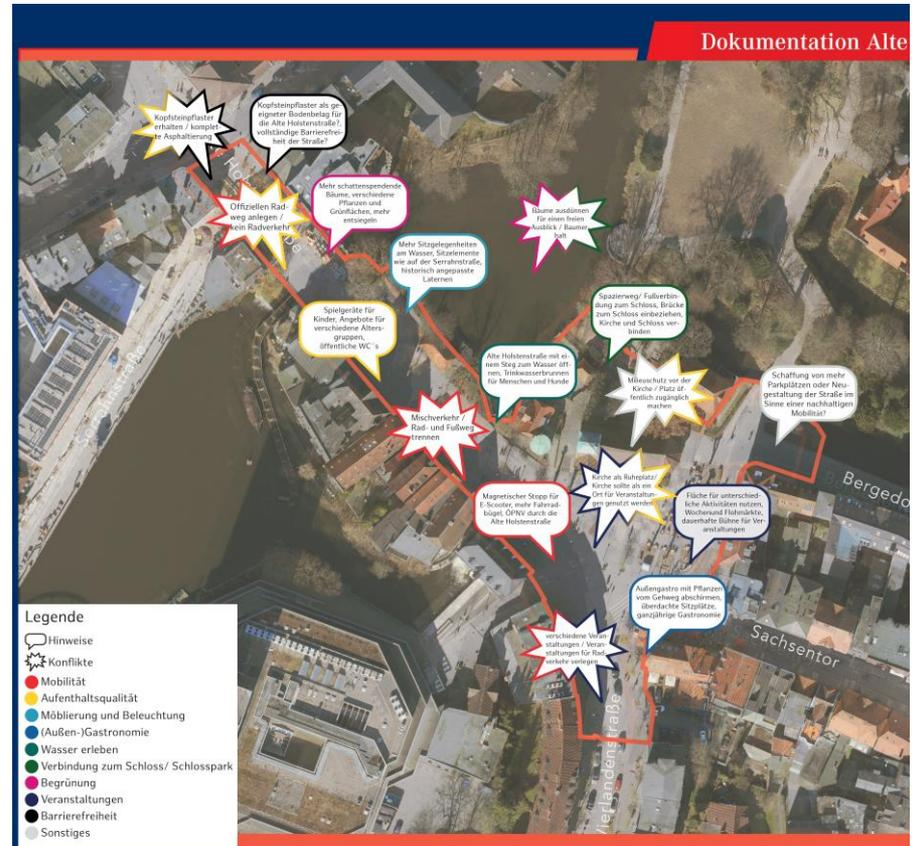 Dokumentation Alte
Kopfsteinpflaster
erhalten / komplet-
te Asphaltierung
Kopfsteinpflaster als ge-
eigneter Bodenbelag für
die Alte Holstenstraße?,
vollständige Barrierefrei-
heit der Straße?
Offiziellen Rad-
weg anlegen /
kein Radverkehr
Mehr schattenspendende
Bäume, verschiedene
Pflanzen und
Grünflächen, mehr
entsiegeln
Bäume ausdünnen
für einen freien
Ausblick / Baumer
halt
Mehr Sitzgelegenheiten
am Wasser, Sitzelemente
wie auf der Serrahnstraße,
historisch angepasste
Laternen
Spielgeräte für
Kinder, Angebote für
verschiedene Alters-
gruppen,
öffentliche WC´s
Spazierweg/ Fußverbin-
dung zum Schloss, Brücke
zum Schloss einbeziehen,
Kirche und Schloss ver-
binden
Alte Holstenstraße mit ei-
nem Steg zum Wasser öff-
nen, Trinkwasserbrunnen
für Menschen und Hunde
Milieuschutz vor der
Kirche / Platz öf-
fentlich zugänglich
machen
Schaffung von mehr
Parkplätzen oder Neu-
gestaltung der Straße im
Sinne einer nachhaltigen
Mobilität?
Mischverkehr /
Rad- und Fußweg
trennen
Kirche als Ruheplatz/
Kirche sollte als ein
Ort für Veranstaltun-
gen genutzt werden
Magnetischer Stopp für
E-Scooter, mehr Fahrrad-
bügel, ÖPNV durch die
Alte Holstenstraße
Fläche für unterschied-
liche Aktivitäten nutzen,
Wochenund Flohmärkte,
dauerhafte Bühne für Ver-
anstaltungen
Bergedo
Außengastro mit Pflanzen
vom Gehweg abschirmen,
überdachte Sitzplätze,
ganzjährige Gastronomie
verschiedene Veran-
staltungen / Veran-
staltungen für Rad-
verkehr verlegen
Sachsentor
Vierlandenstraße
Legende
Hinweise
Konflikte
Mobilität
Aufenthaltsqualität
Möblierung und Beleuchtung
(Außen-)Gastronomie
Wasser erleben
Verbindung zum Schloss/ Schlosspark
Begrünung
Veranstaltungen
Barrierefreiheit
Sonstiges